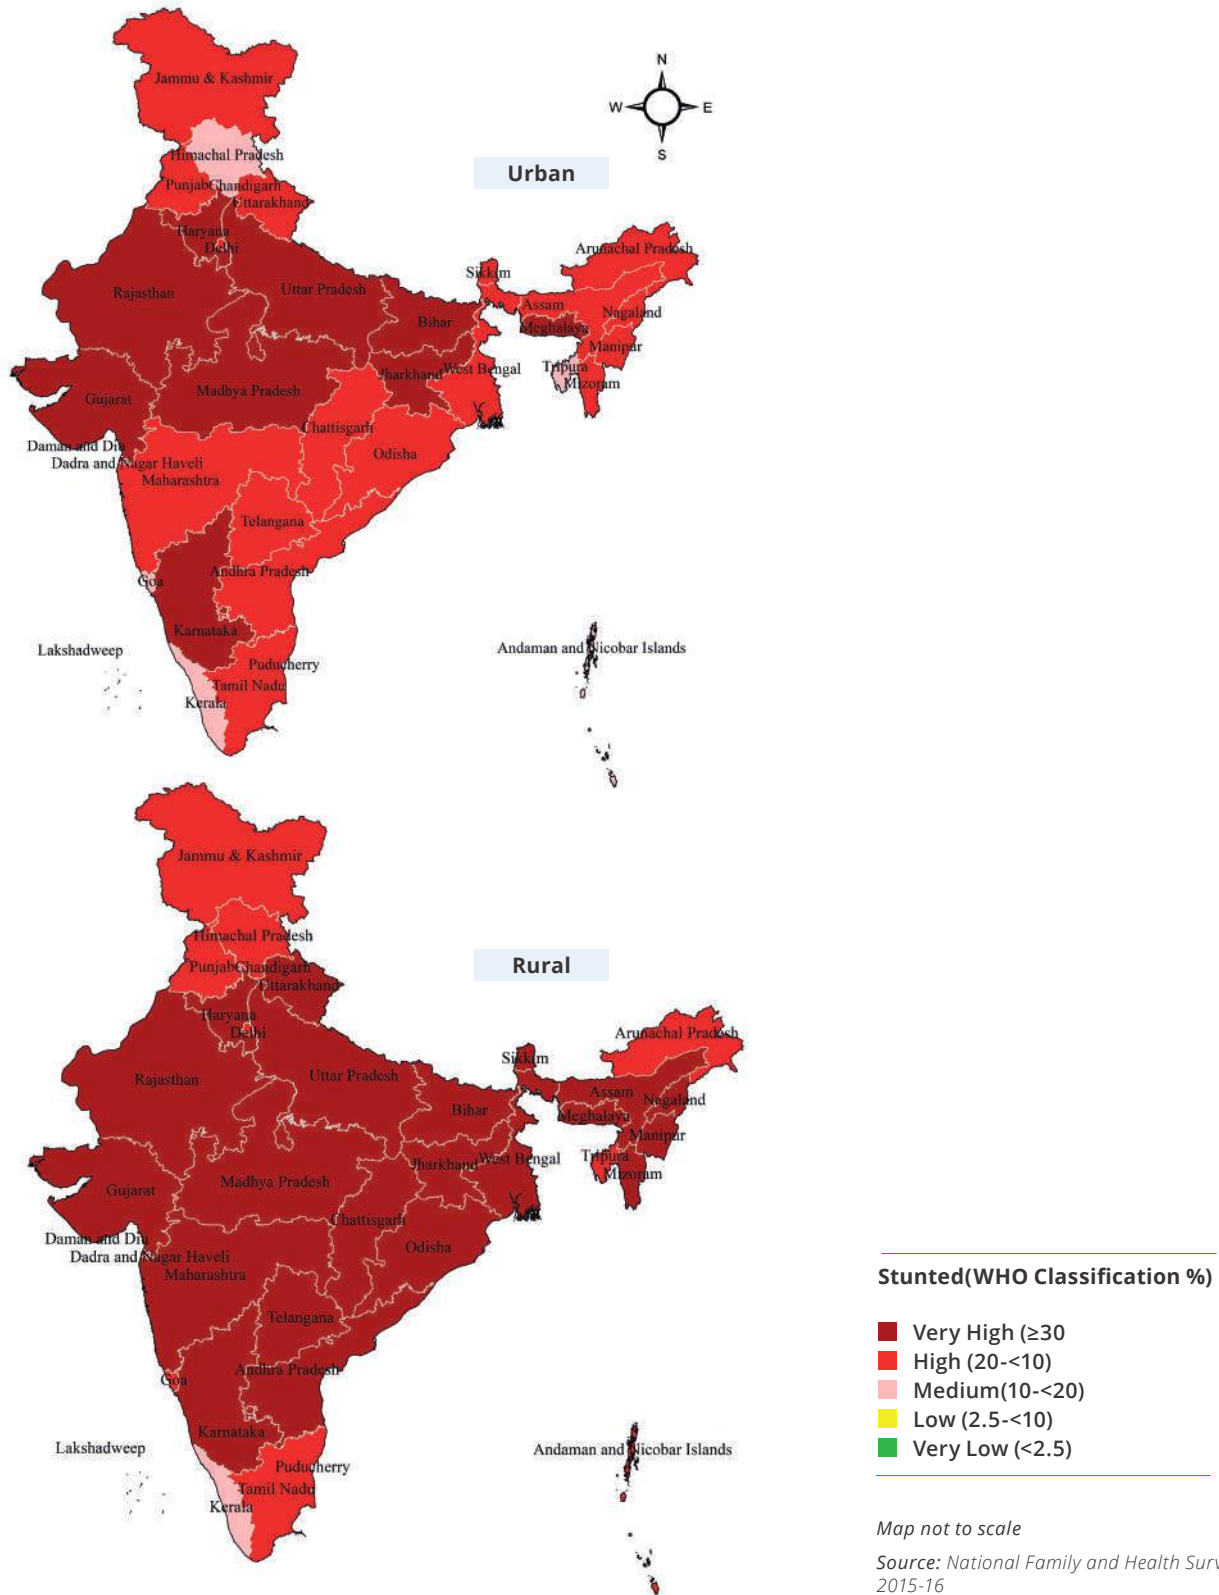 Jammu & Kashmir
N
W
E
S
Himachal Pradesh
Urban
Punjab
Chandigarh
Uttarakhand
Haryana
Delhi
Arunachal Pradesh
Sikkim
Rajasthan
Uttar Pradesh
Assam
Nagaland
Bihar
Meghalaya
Manipur
Tripura
Jharkhand
West Bengal
Mizoram
Madhya Pradesh
Gujarat
Chattisgarh
Daman and Diu
Odisha
Dadra and Nagar Haveli
Maharashtra
Telangana
Andhra Pradesh
Goa
Karnataka
Lakshadweep
Andaman and Nicobar Islands
Puducherry
Tamil Nadu
Kerala
Jammu & Kashmir
Himachal Pradesh
Rural
Punjab
Chandigarh
Uttarakhand
Haryana
Delhi
Arunachal Pradesh
Sikkim
Rajasthan
Uttar Pradesh
Assam
Nagaland
Bihar
Meghalaya
Manipur
Tripura
Jharkhand
West Bengal
Mizoram
Madhya Pradesh
Gujarat
Chattisgarh
Daman and Diu
Odisha
Dadra and Nagar Haveli
Maharashtra
Telangana
Andhra Pradesh
Goa
Karnataka
Lakshadweep
Andaman and Nicobar Islands
Puducherry
Tamil Nadu
Kerala
Stunted(WHO Classification %)
Very High (≥30
High (20-<10)
Medium(10-<20)
Low (2.5-<10)
Very Low (<2.5)
Map not to scale
Source: National Family and Health Surv
2015-16